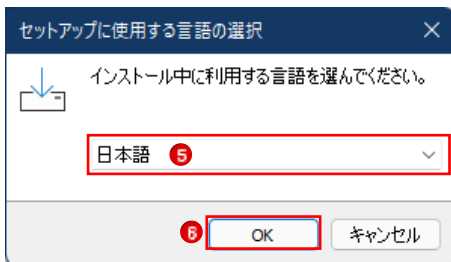 セットアップに使用する言語の選択
インストール中に利用する言語を選んでください。
日本語 5
6 OK キャンセル